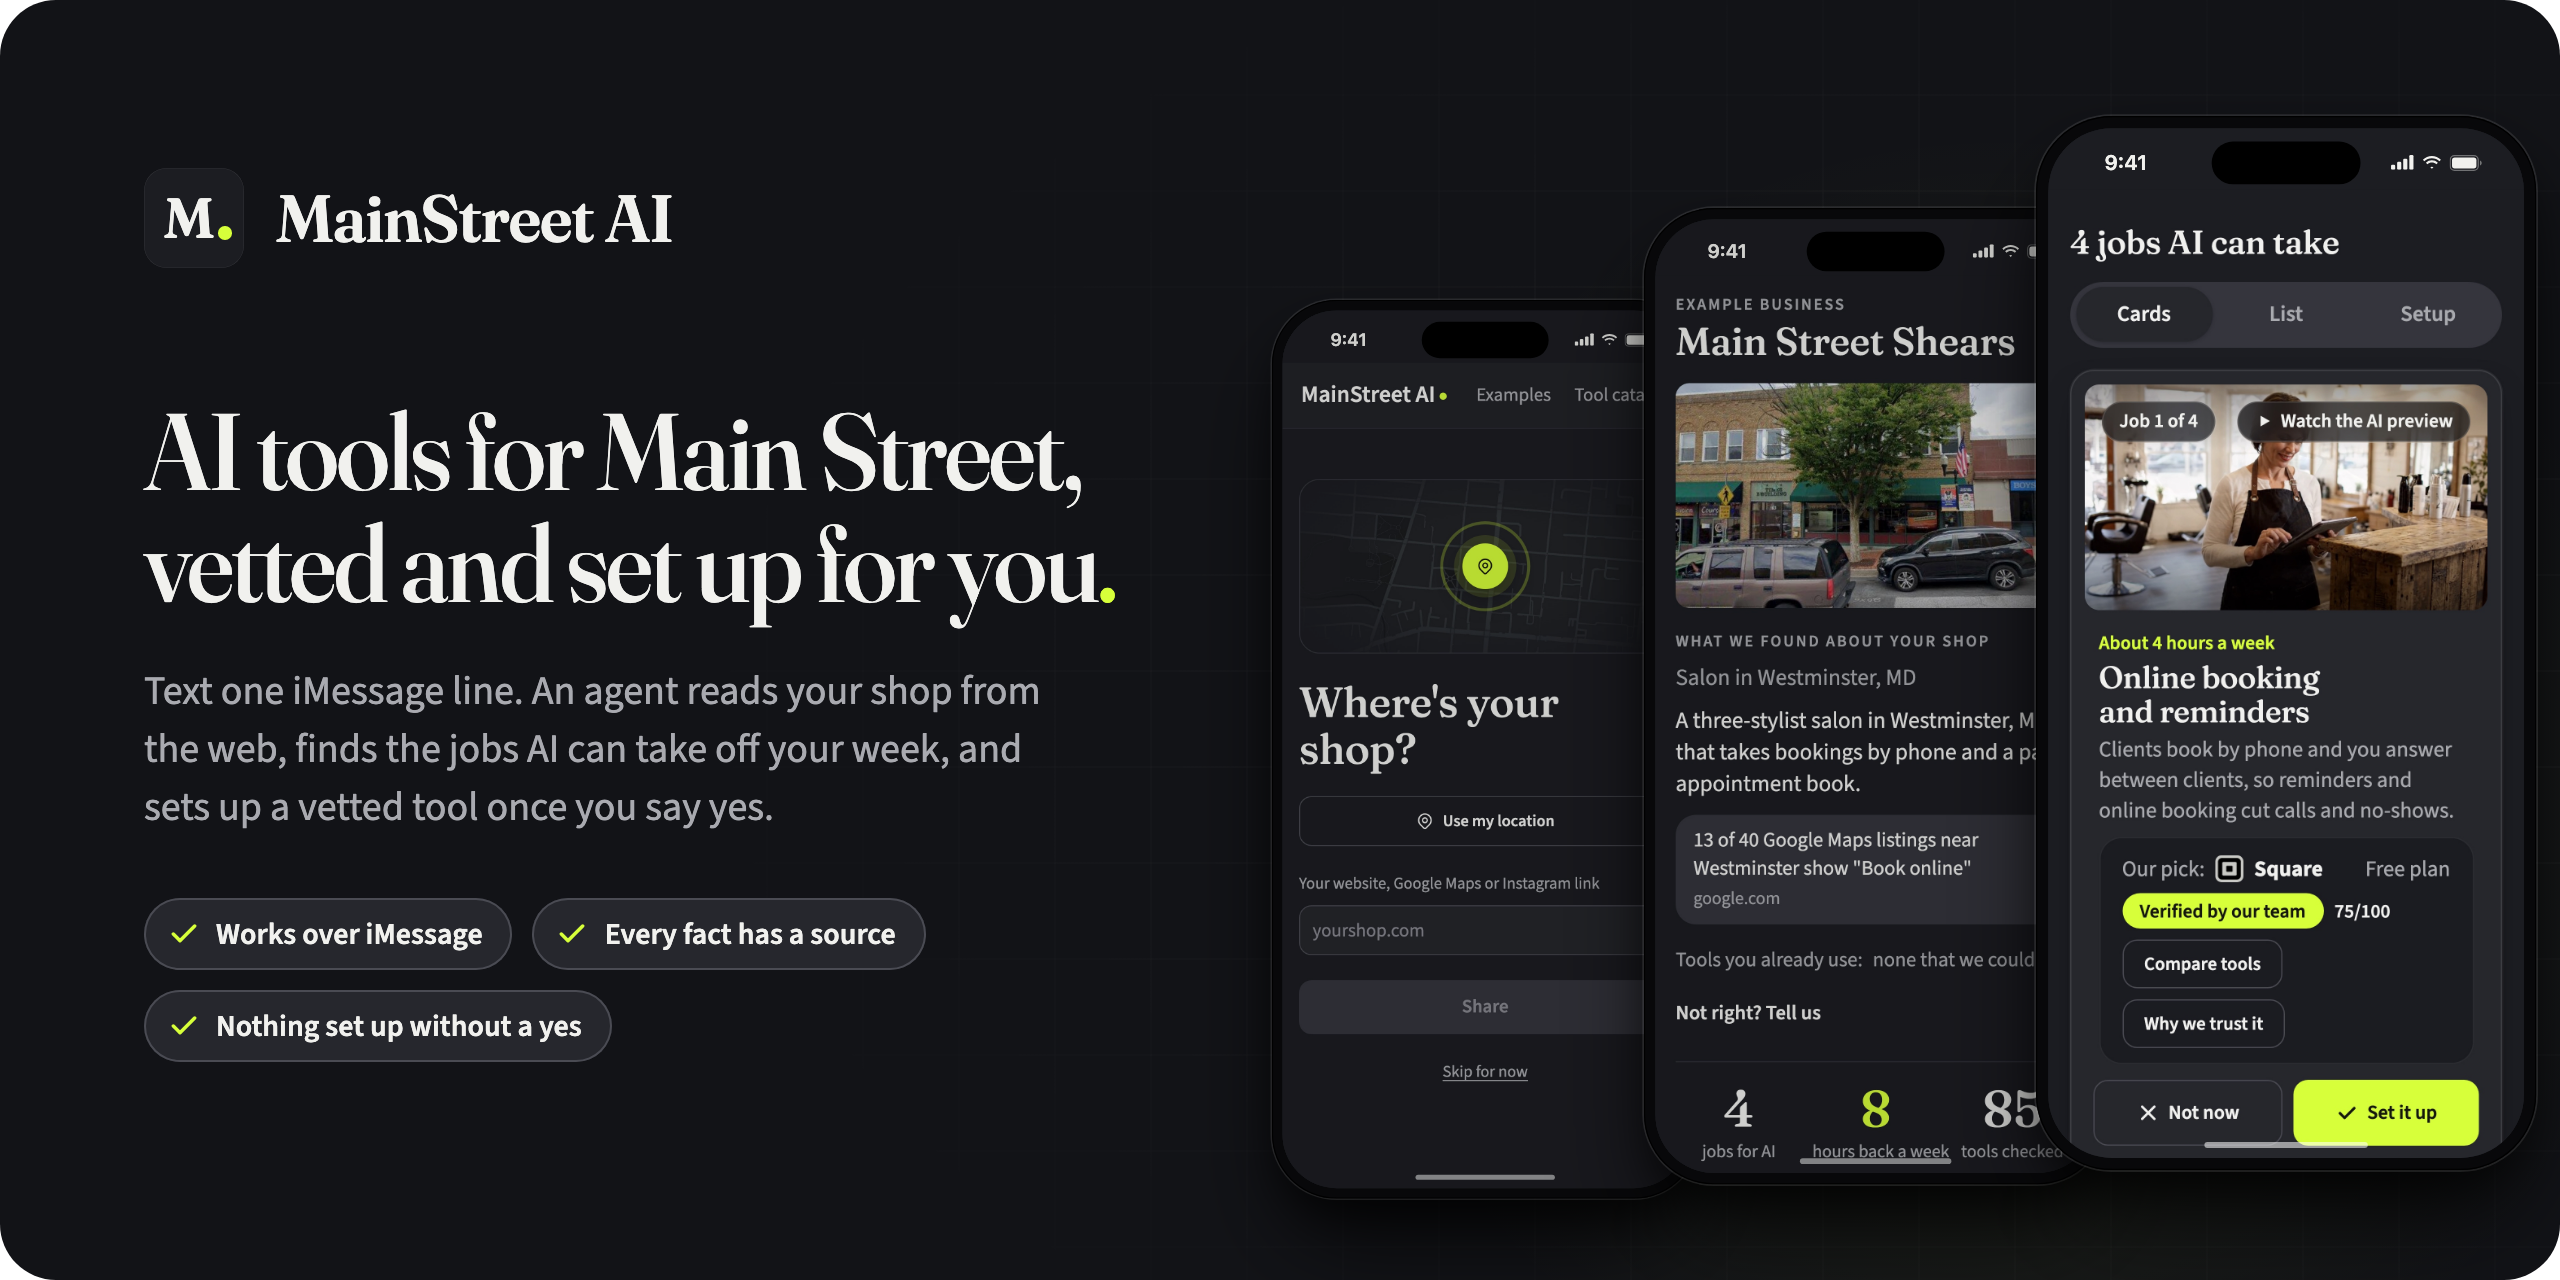 M.
MainStreet AI
AI tools for Main Street,
vetted and set up for you.
Text one iMessage line. An agent reads your shop from
the web, finds the jobs AI can take off your week, and
sets up a vetted tool once you say yes.
Works over iMessage
Every fact has a source
Nothing set up without a yes
9:41
MainStreet AI
Examples
Tool cata
Where's your
shop?
Use my location
Your website, Google Maps or Instagram link
yourshop.com
Share
Skip for now
9:41
EXAMPLE BUSINESS
Main Street Shears
WHAT WE FOUND ABOUT YOUR SHOP
Salon in Westminster, MD
A three-stylist salon in Westminster, M
that takes bookings by phone and a pa
appointment book.
13 of 40 Google Maps listings near
Westminster show "Book online"
google.com
Tools you already use: none that we could
Not right? Tell us
4
jobs for AI
8
hours back a week
85
tools checked
9:41
4 jobs AI can take
Cards
List
Setup
Job 1 of 4
Watch the AI preview
About 4 hours a week
Online booking
and reminders
Clients book by phone and you answer
between clients, so reminders and
online booking cut calls and no-shows.
Our pick: Square
Free plan
Verified by our team
75/100
Compare tools
Why we trust it
Not now
Set it up